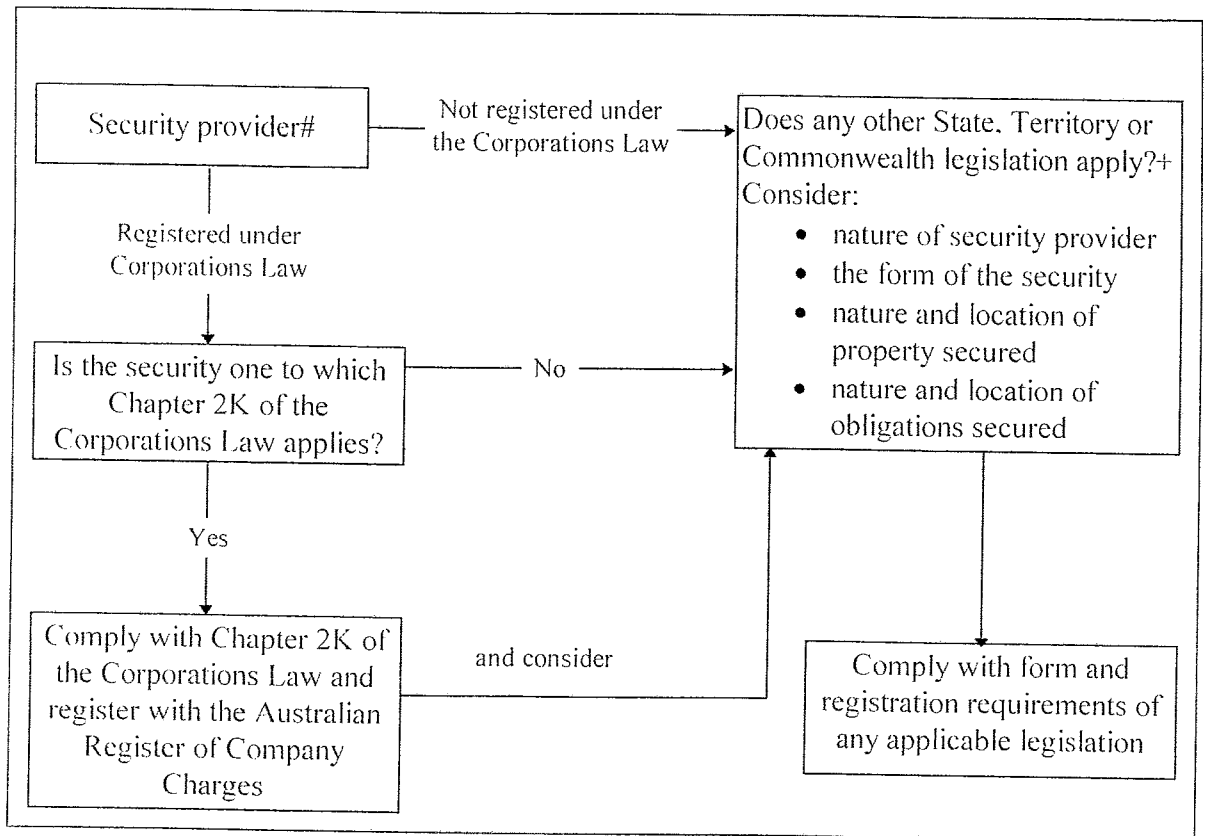 Security provider#
Not registered under
the Corporations Law
Does any other State, Territory or
Commonwealth legislation apply?+
Consider:
• nature of security provider
• the form of the security
• nature and location of
property secured
• nature and location of
obligations secured
Registered under
Corporations Law
Is the security one to which
Chapter 2K of the
Corporations Law applies?
No
Yes
Comply with Chapter 2K of
the Corporations Law and
register with the Australian
Register of Company
Charges
and consider
Comply with form and
registration requirements of
any applicable legislation